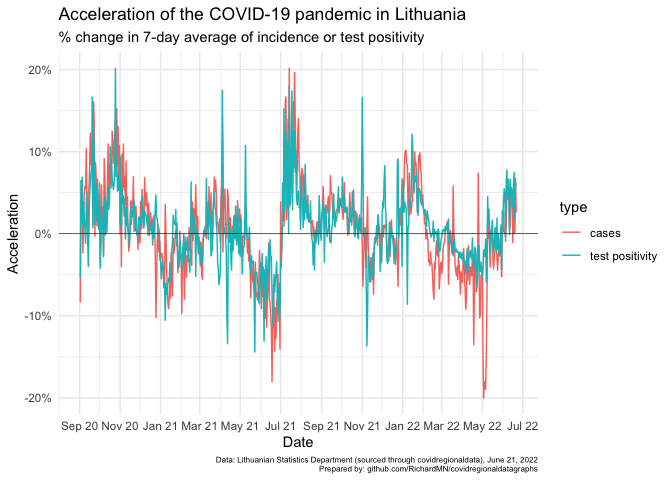 Acceleration of the COVID-19 pandemic in Lithuania
% change in 7-day average of incidence or test positivity
20%
10%
0%
-10%
-20%
Acceleration
Sep 20 Nov 20 Jan 21 Mar 21 May 21 Jul 21 Sep 21 Nov 21 Jan 22 Mar 22 May 22 Jul 22
Date
type
cases
test positivity
Data: Lithuanian Statistics Department (sourced through covidregionaldata), June 21, 2022
Prepared by: github.com/RichardMN/covidregionaldatagraphs